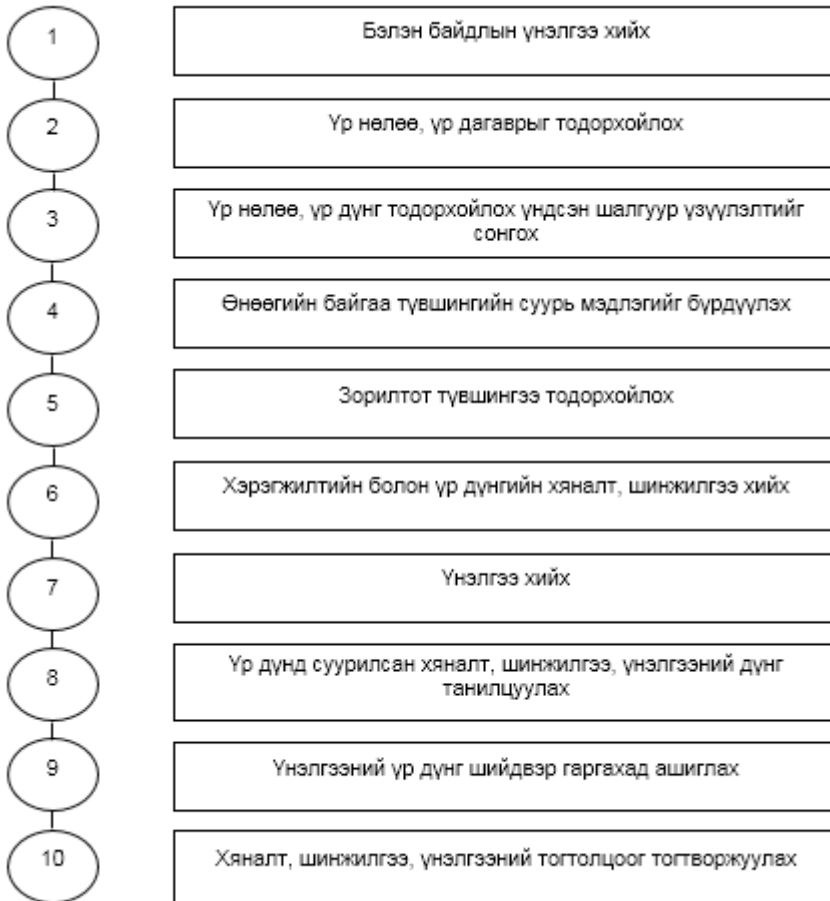 1
Бэлэн байдлын үнэлгээ хийх
2
Үр нөлөө, үр дагаврыг тодорхойлох
3
Үр нөлөө, үр дүнг тодорхойлох үндсэн шалгуур үзүүлэлтийг
сонгох
4
Өнөөгийн байгаа түвшингийн суурь мэдлэгийг бүрдүүлэх
5
Зорилтот түвшингээ тодорхойлох
6
Хэрэгжилтийн болон үр дүнгийн хяналт, шинжилгээ хийх
7
Үнэлгээ хийх
8
Үр дүнд суурилсан хяналт, шинжилгээ, үнэлгээний дүнг
танилцуулах
9
Үнэлгээний үр дүнг шийдвэр гаргахад ашиглах
10
Хяналт, шинжилгээ, үнэлгээний тогтолцоог тогтворжуулах